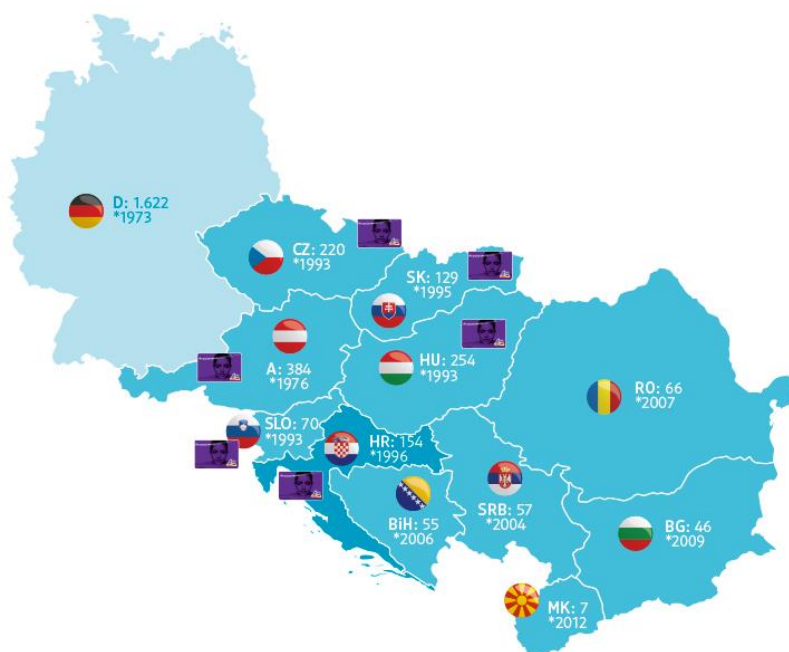 D: 1.622
*1973
CZ: 220
*1993
SK: 129
*1995
A: 384
*1976
HU: 254
*1993
RO: 66
*2007
SLO: 70
*1993
HR: 154
*1996
BiH: 55
*2006
SRB: 57
*2004
BG: 46
*2009
MK: 7
*2012